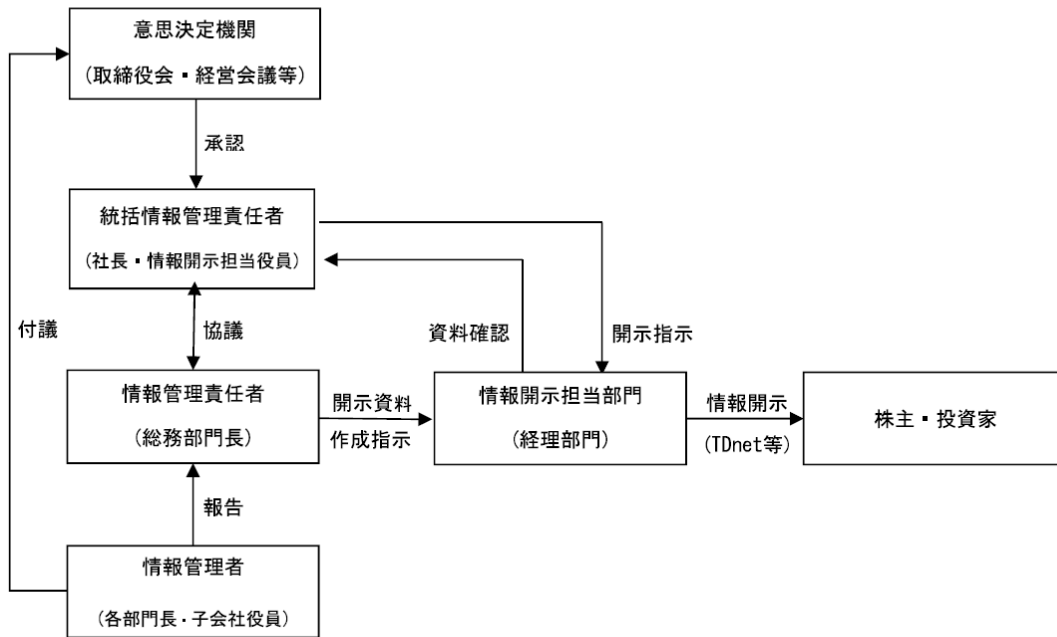 意思決定機関
（取締役会・経営会議等）
承認
統括情報管理責任者
（社長・情報開示担当役員）
付議
協議
資料確認
開示指示
情報管理責任者
（総務部門長）
開示資料
作成指示
情報開示担当部門
（経理部門）
情報開示
(TDnet等)
株主・投資家
報告
情報管理者
（各部門長・子会社役員）